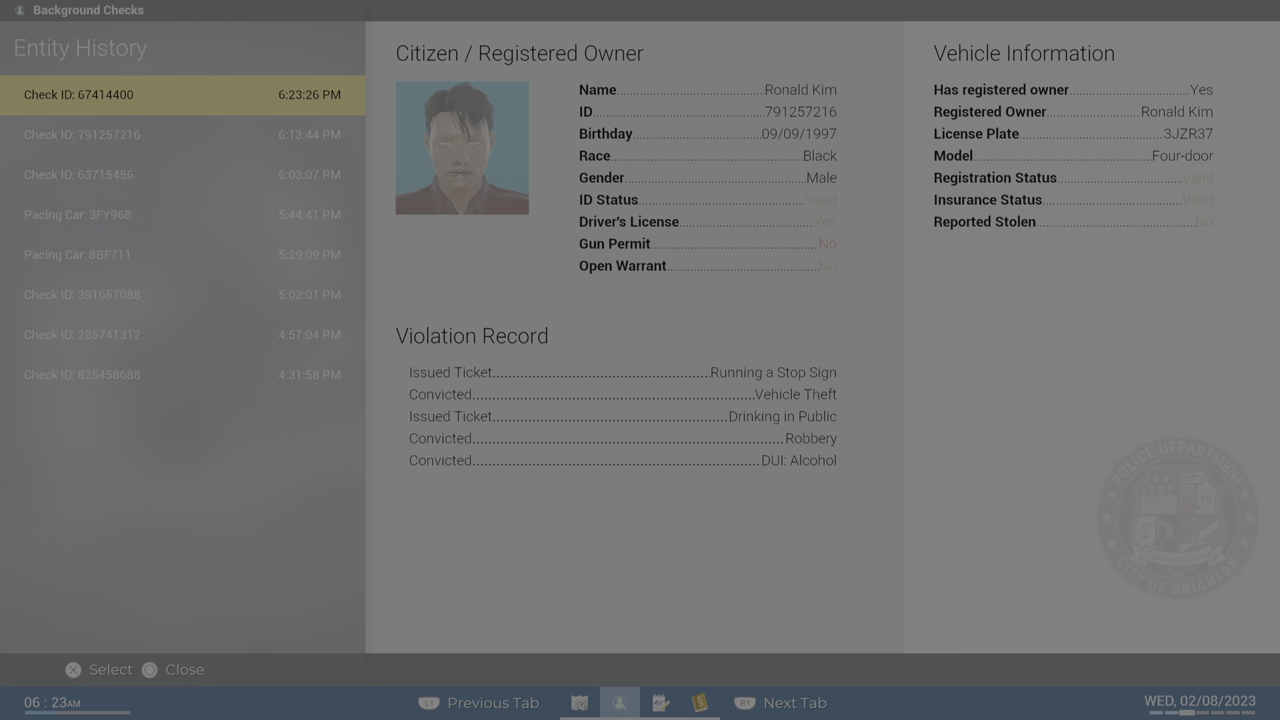 Background Checks
Entity History
Check ID: 67414400 6:23:26 PM
Check ID: 791257216 6:13:44 PM
Check ID: 63715456 6:03:07 PM
Pacing Car: 3FY968 5:44:41 PM
Pacing Car: 8BF711 5:29:09 PM
Check ID: 391657088 5:02:01 PM
Check ID: 285741312 4:57:04 PM
Check ID: 825458688 4:31:58 PM
Citizen / Registered Owner
Name Ronald Kim
ID 791257216
Birthday 09/09/1997
Race Black
Gender Male
ID Status Valid
Driver's License Yes
Gun Permit No
Open Warrant No
Violation Record
Issued Ticket Running a Stop Sign
Convicted Vehicle Theft
Issued Ticket Drinking in Public
Convicted Robbery
Convicted DUI: Alcohol
Vehicle Information
Has registered owner Yes
Registered Owner Ronald Kim
License Plate 3JZR37
Model Four-door
Registration Status Valid
Insurance Status Valid
Reported Stolen No
POLICE DEPARTMENT
CITY OF BRIGHTON
Select Close
06 : 23AM
L1 Previous Tab
R1 Next Tab
WED, 02/08/2023